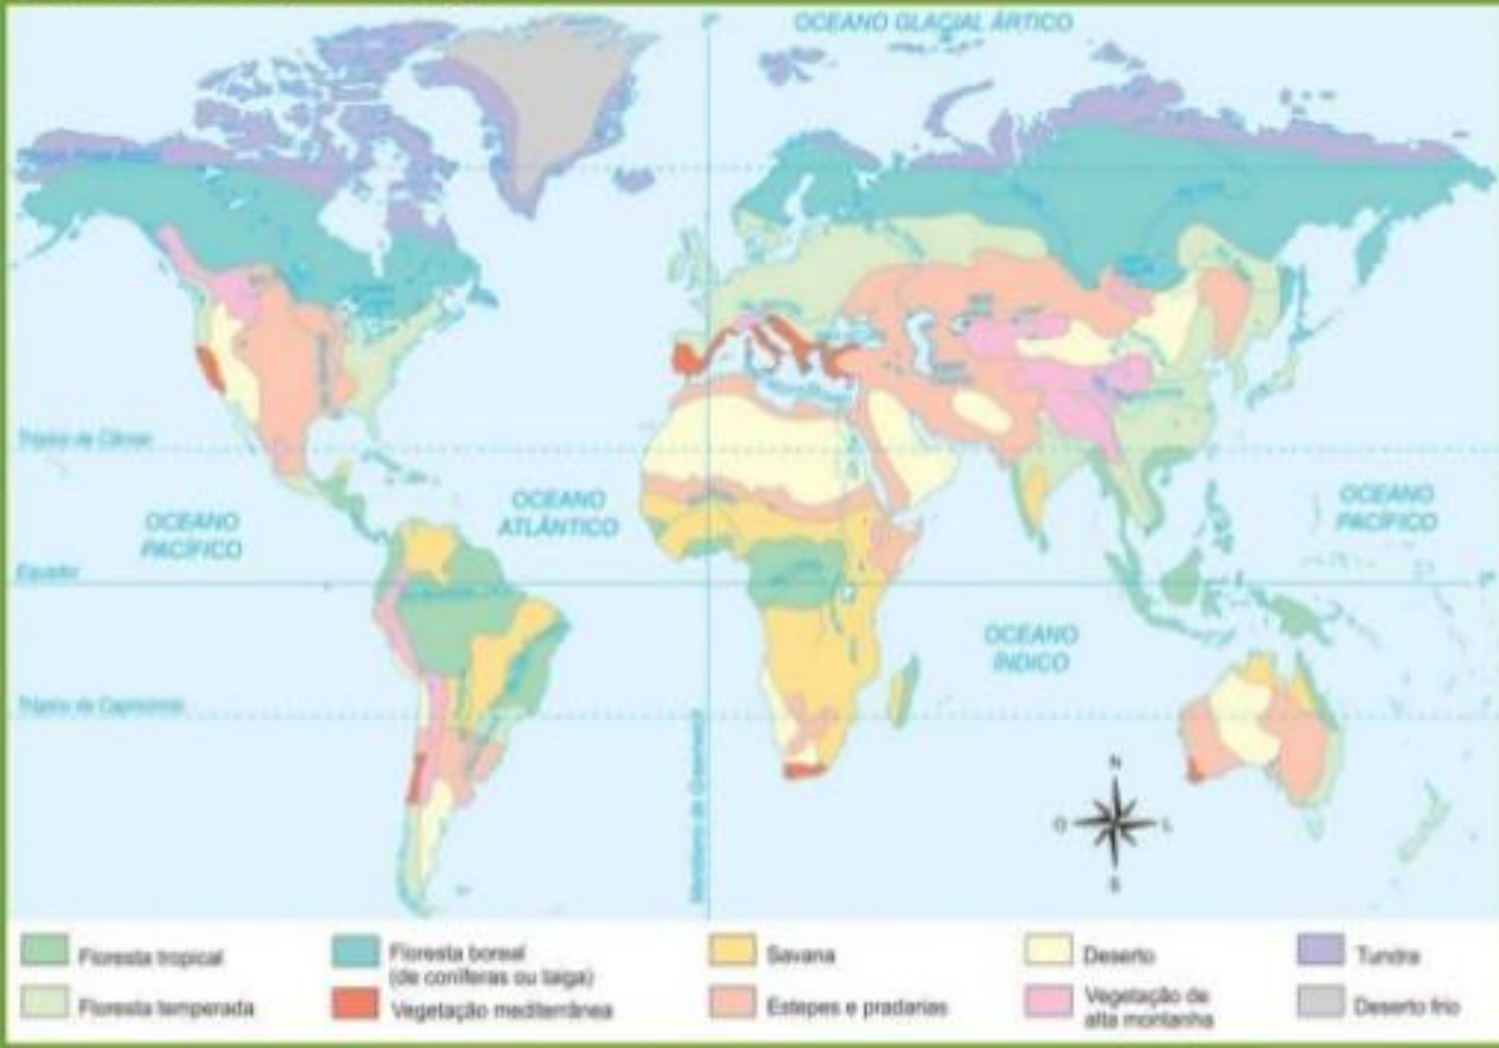 0°
OCEANO GLACIAL ÁRTICO
Trópico de Câncer
OCEANO
PACÍFICO
OCEANO
ATLÂNTICO
OCEANO
PACÍFICO
Equador
0°
OCEANO
ÍNDICO
Trópico de Capricórnio
Meridiano de Greenwich
N
O
L
S
Floresta tropical
Floresta temperada
Floresta boreal
(de coníferas ou taiga)
Vegetação mediterrânea
Savana
Estepes e pradarias
Deserto
Vegetação de
alta montanha
Tundra
Deserto frio